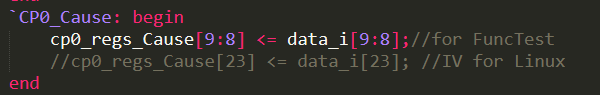 `CP0_Cause: begin
cp0_regs_Cause[9:8] <= data_i[9:8];//for FuncTest
//cp0_regs_Cause[23] <= data_i[23]; //IV for Linux
end